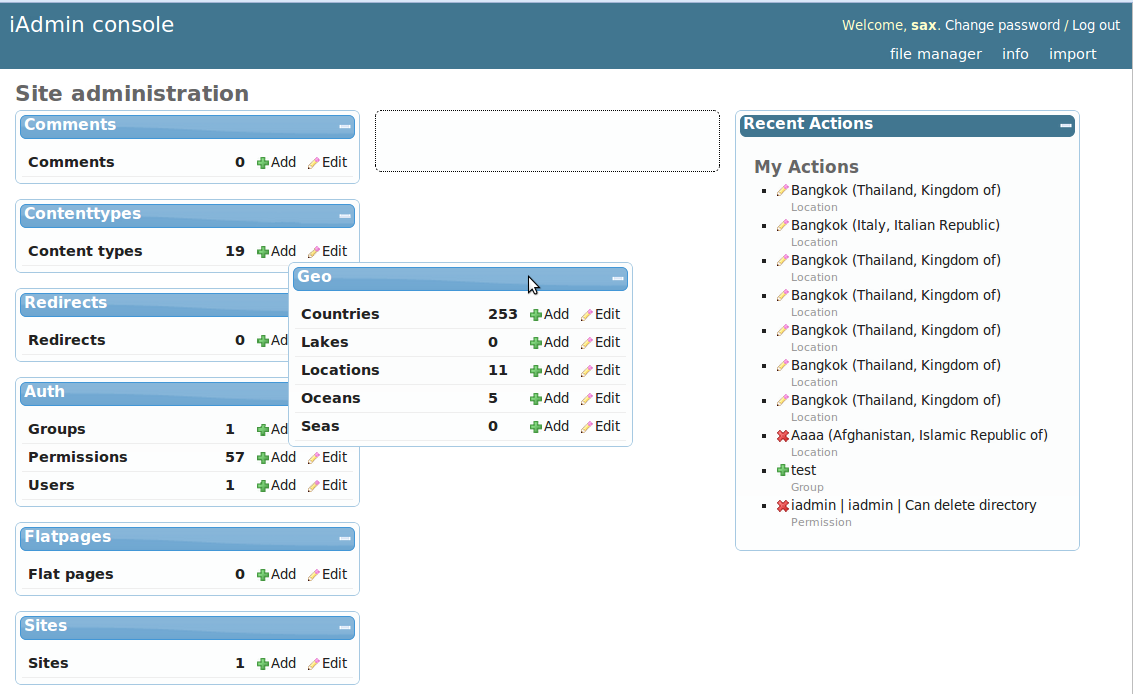 iAdmin console
Welcome, sax. Change password / Log out
file manager info import
Site administration
Comments
Comments 0 Add Edit
Contenttypes
Content types 19 Add Edit
Redirects
Redirects 0 Ad
Auth
Groups 1 Ad
Permissions 57 Add Edit
Users 1 Add Edit
Flatpages
Flat pages 0 Add Edit
Sites
Sites 1 Add Edit
Geo
Countries 253 Add Edit
Lakes 0 Add Edit
Locations 11 Add Edit
Oceans 5 Add Edit
Seas 0 Add Edit
Recent Actions
My Actions
Bangkok (Thailand, Kingdom of)
Location
Bangkok (Italy, Italian Republic)
Location
Bangkok (Thailand, Kingdom of)
Location
Bangkok (Thailand, Kingdom of)
Location
Bangkok (Thailand, Kingdom of)
Location
Bangkok (Thailand, Kingdom of)
Location
Bangkok (Thailand, Kingdom of)
Location
Aaaa (Afghanistan, Islamic Republic of)
Location
test
Group
iadmin | iadmin | Can delete directory
Permission